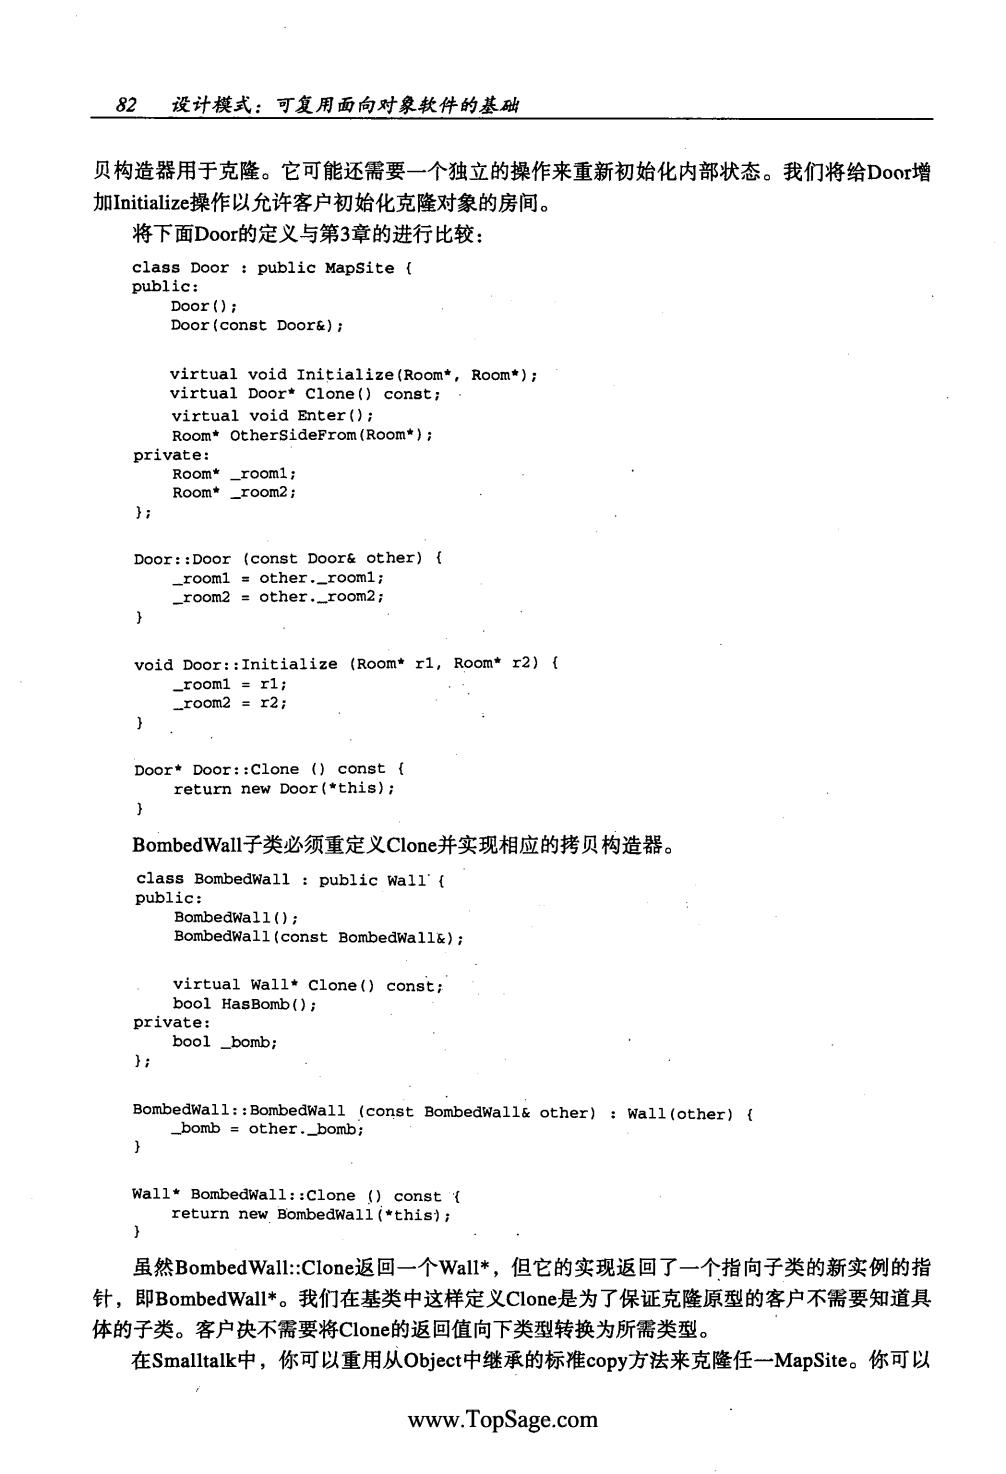 82 设计模式：可复用面向对象软件的基础
贝构造器用于克隆。它可能还需要一个独立的操作来重新初始化内部状态。我们将给Door增
加Initialize操作以允许客户初始化克隆对象的房间。
将下面Door的定义与第3章的进行比较：
class Door : public MapSite {
public:
Door();
Door(const Door&);
virtual void Initialize(Room*, Room*);
virtual Door* Clone() const;
virtual void Enter();
Room* OtherSideFrom(Room*);
private:
Room* _room1;
Room* _room2;
};
Door::Door (const Door& other) {
_room1 = other._room1;
_room2 = other._room2;
}
void Door::Initialize (Room* r1, Room* r2) {
_room1 = r1;
_room2 = r2;
}
Door* Door::Clone () const {
return new Door(*this);
}
BombedWall子类必须重定义Clone并实现相应的拷贝构造器。
class BombedWall : public Wall {
public:
BombedWall();
BombedWall(const BombedWall&);
virtual Wall* Clone() const;
bool HasBomb();
private:
bool _bomb;
};
BombedWall::BombedWall (const BombedWall& other) : Wall(other) {
_bomb = other._bomb;
}
Wall* BombedWall::Clone () const {
return new BombedWall(*this);
}
虽然BombedWall::Clone返回一个Wall*，但它的实现返回了一个指向子类的新实例的指
针，即BombedWall*。我们在基类中这样定义Clone是为了保证克隆原型的客户不需要知道具
体的子类。客户决不需要将Clone的返回值向下类型转换为所需类型。
在Smalltalk中，你可以重用从Object中继承的标准copy方法来克隆任一MapSite。你可以
www.TopSage.com